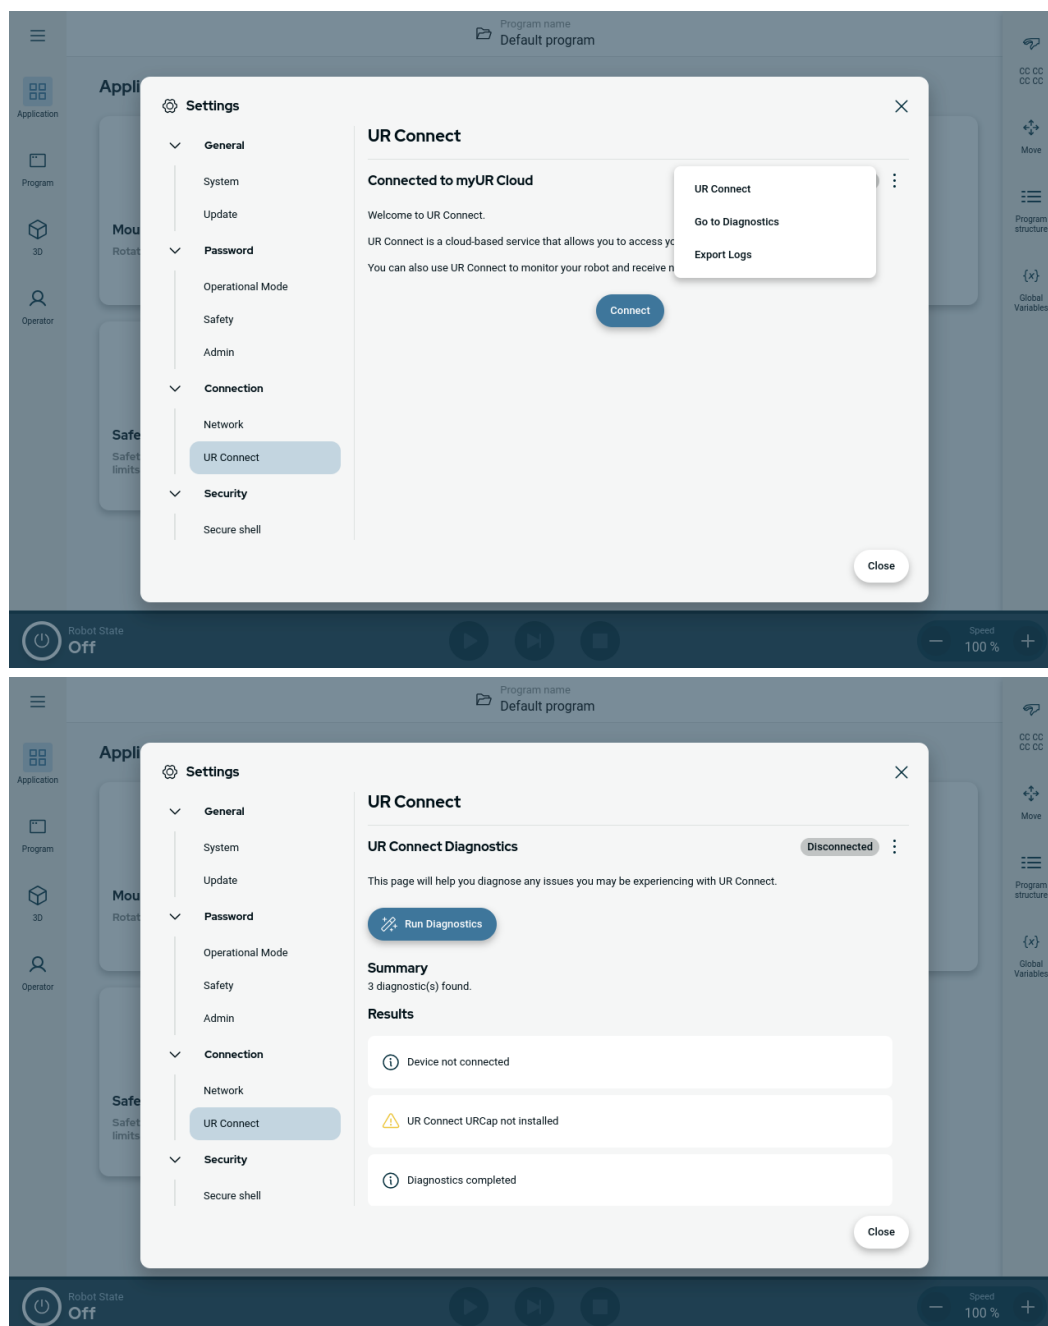 Program name
Default program
Application
Program
3D
Operator
Appli
Mou
Rotat
Safe
Safet
limits
Settings
General
System
Update
Password
Operational Mode
Safety
Admin
Connection
Network
UR Connect
Security
Secure shell
UR Connect
Connected to myUR Cloud
Welcome to UR Connect.
UR Connect is a cloud-based service that allows you to access yo
You can also use UR Connect to monitor your robot and receive n
UR Connect
Go to Diagnostics
Export Logs
Connect
Close
CC CC
CC CC
Move
Program
structure
{x}
Global
Variables
Robot State
Off
Speed
100 %
Program name
Default program
Application
Program
3D
Operator
Appli
Mou
Rotat
Safe
Safet
limits
Settings
General
System
Update
Password
Operational Mode
Safety
Admin
Connection
Network
UR Connect
Security
Secure shell
UR Connect
UR Connect Diagnostics
Disconnected
This page will help you diagnose any issues you may be experiencing with UR Connect.
Run Diagnostics
Summary
3 diagnostic(s) found.
Results
Device not connected
UR Connect URCap not installed
Diagnostics completed
Close
CC CC
CC CC
Move
Program
structure
{x}
Global
Variables
Robot State
Off
Speed
100 %